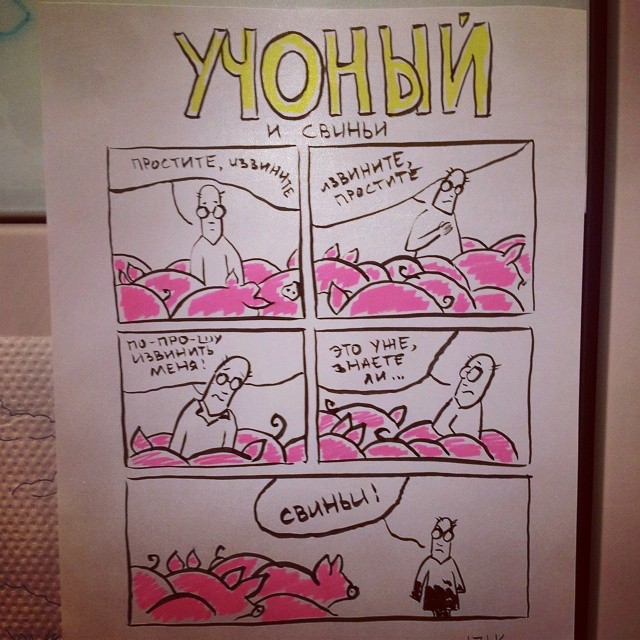 УЧОНЫЙ
И СВИНЬИ
ПРОСТИТЕ, ИЗВИНИТЕ
ИЗВИНИТЕ,
ПРОСТИТЕ
ПО-ПРО-ШУ
ИЗВИНИТЬ
МЕНЯ!
ЭТО УЖЕ,
ЗНАЕТЕ
ЛИ...
СВИНЬИ!